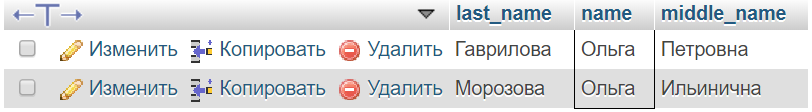 last_name name middle_name
Изменить Копировать Удалить Гаврилова Ольга Петровна
Изменить Копировать Удалить Морозова Ольга Ильинична